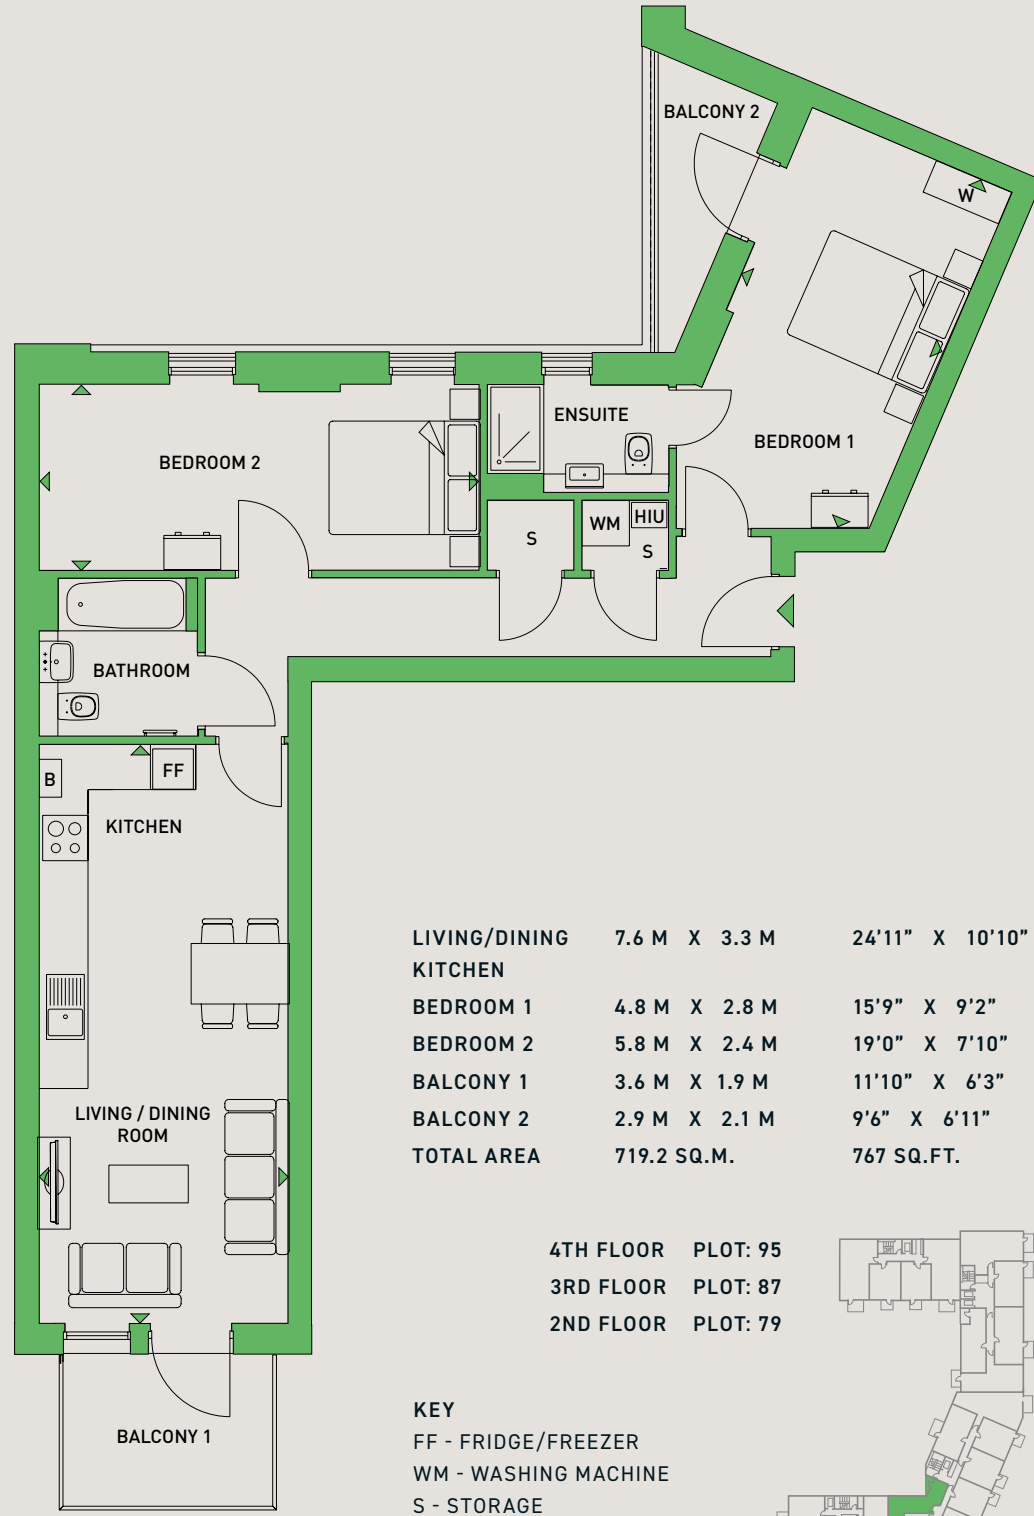 BALCONY 2
W
ENSUITE
BEDROOM 1
BEDROOM 2
WM
HIU
S
S
BATHROOM
B
FF
KITCHEN
LIVING / DINING
ROOM
BALCONY 1
LIVING/DINING 7.6 M X 3.3 M 24'11" X 10'10"
KITCHEN
BEDROOM 1 4.8 M X 2.8 M 15'9" X 9'2"
BEDROOM 2 5.8 M X 2.4 M 19'0" X 7'10"
BALCONY 1 3.6 M X 1.9 M 11'10" X 6'3"
BALCONY 2 2.9 M X 2.1 M 9'6" X 6'11"
TOTAL AREA 719.2 SQ.M. 767 SQ.FT.
4TH FLOOR PLOT: 95
3RD FLOOR PLOT: 87
2ND FLOOR PLOT: 79
KEY
FF - FRIDGE/FREEZER
WM - WASHING MACHINE
S - STORAGE